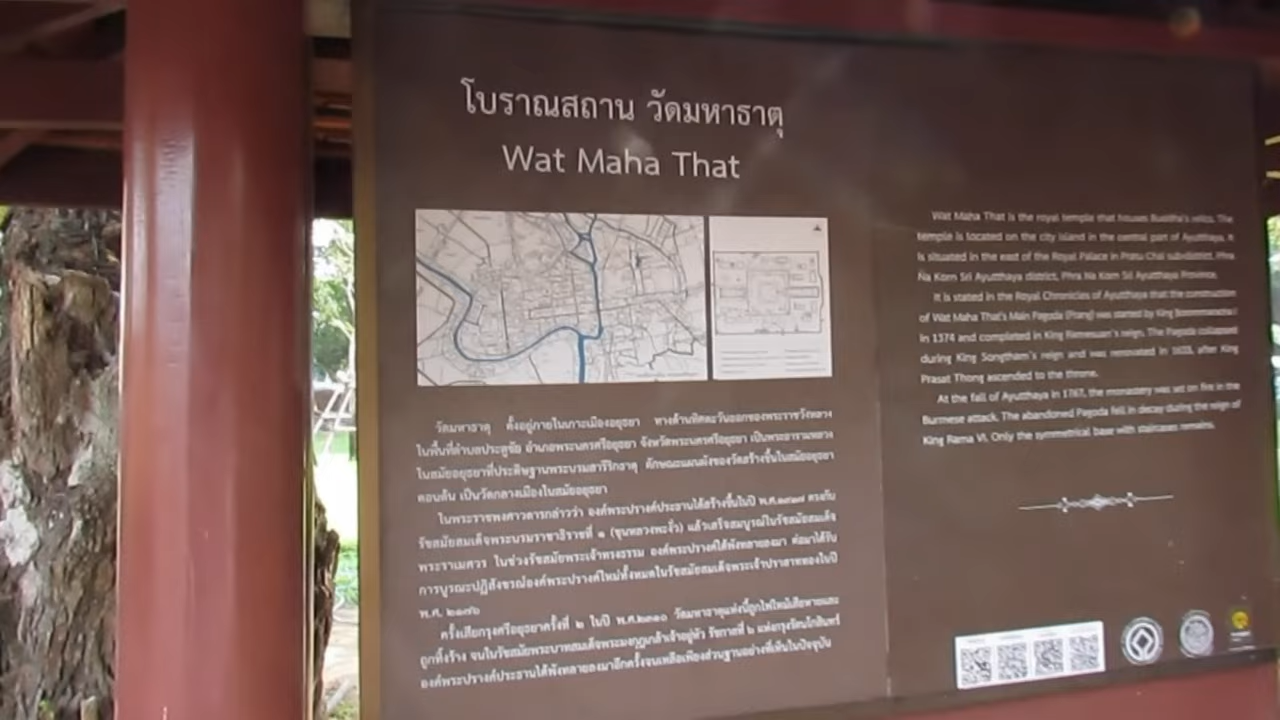 โบราณสถาน วัดมหาธาตุ
Wat Maha That
วัดมหาธาตุ ตั้งอยู่ภายในเกาะเมืองอยุธยา ทางด้านทิศตะวันออกของพระราชวังหลวง
ในพื้นที่ตำบลประตูชัย อำเภอพระนครศรีอยุธยา จังหวัดพระนครศรีอยุธยา เป็นพระอารามหลวง
ในสมัยอยุธยาที่ประดิษฐานพระบรมสารีริกธาตุ ลักษณะแผนผังของวัดสร้างขึ้นในสมัยอยุธยา
ตอนต้น เป็นวัดกลางเมืองในสมัยอยุธยา
ในพระราชพงศาวดารกล่าวว่า องค์พระปรางค์ประธานได้สร้างขึ้นในปี พ.ศ.๑๙๑๗ ตรงกับ
รัชสมัยสมเด็จพระบรมราชาธิราชที่ ๑ (ขุนหลวงพะงั่ว) แล้วเสร็จสมบูรณ์ในรัชสมัยสมเด็จ
พระราเมศวร ในช่วงรัชสมัยพระเจ้าทรงธรรม องค์พระปรางค์ได้พังทลายลงมา ต่อมาได้รับ
การบูรณะปฏิสังขรณ์องค์พระปรางค์ใหม่ทั้งหมดในรัชสมัยสมเด็จพระเจ้าปราสาททองในปี
พ.ศ. ๒๑๗๖
ครั้งเสียกรุงศรีอยุธยาครั้งที่ ๒ ในปี พ.ศ.๒๓๑๐ วัดมหาธาตุแห่งนี้ถูกไฟไหม้เสียหายและ
ถูกทิ้งร้าง จนในรัชสมัยพระบาทสมเด็จพระมงกุฎเกล้าเจ้าอยู่หัว รัชกาลที่ ๖ แห่งกรุงรัตนโกสินทร์
องค์พระปรางค์ประธานได้พังทลายลงมาอีกครั้งจนเหลือเพียงส่วนฐานอย่างที่เห็นในปัจจุบัน
Wat Maha That is the royal temple that houses Buddha's relics. The
temple is located on the city island in the central part of Ayutthaya. It
is situated in the east of the Royal Palace in Pratu Chai subdistrict, Phra
Na Korn Sri Ayutthaya district, Phra Na Korn Sri Ayutthaya Province.
It is stated in the Royal Chronicles of Ayutthaya that the construction
of Wat Maha That's Main Pagoda (Prang) was started by King
in 1374 and completed in King Ramesuan's reign. The Pagoda collapsed
during King Songtham's reign and was renovated in 1633, after King
Prasat Thong ascended to the throne.
At the fall of Ayutthaya in 1767, the monastery was set on fire in the
Burmese attack. The abandoned Pagoda fell in decay during the reign of
King Rama VI. Only the symmetrical base with staircases remains.